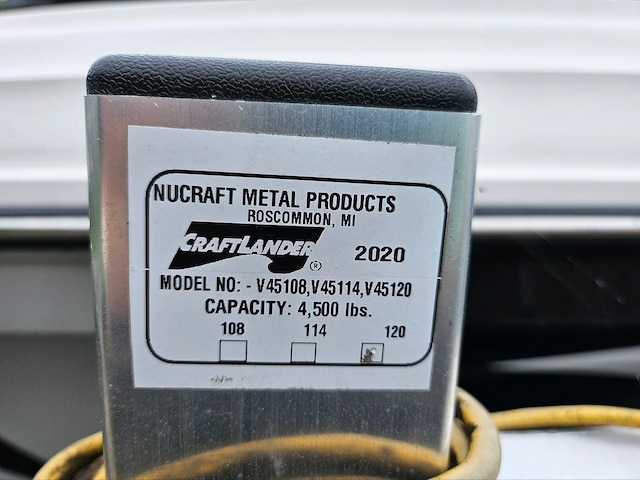 NUCRAFT METAL PRODUCTS
ROSCOMMON, MI
CRAFTLANDER ® 2020
MODEL NO: - V45108,V45114,V45120
CAPACITY: 4,500 lbs.
108 114 120